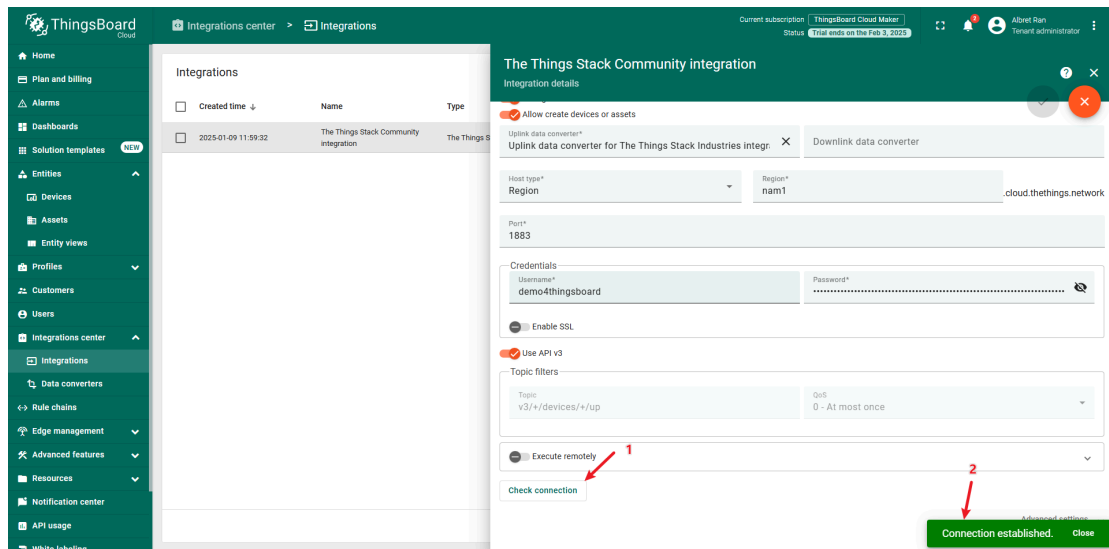 ThingsBoard
Cloud
Integrations center > Integrations
Current subscription ThingsBoard Cloud Maker
Status Trial ends on the Feb 3, 2025
2
Albret Ran
Tenant administrator
Home
Plan and billing
Alarms
Dashboards
Solution templates NEW
Entities
Devices
Assets
Entity views
Profiles
Customers
Users
Integrations center
Integrations
Data converters
Rule chains
Edge management
Advanced features
Resources
Notification center
API usage
White labeling
Integrations
Created time Name Type
2025-01-09 11:59:32
The Things Stack Community
integration
The Things S
The Things Stack Community integration
Integration details
Allow create devices or assets
Uplink data converter*
Uplink data converter for The Things Stack Industries integr
Downlink data converter
Host type*
Region
Region*
nam1
.cloud.thethings.network
Port*
1883
Credentials
Username*
demo4thingsboard
Password*
Enable SSL
Use API v3
Topic filters
Topic
v3/+/devices/+/up
QoS
0 - At most once
Execute remotely
1
Check connection
2
Advanced settings
Connection established. Close